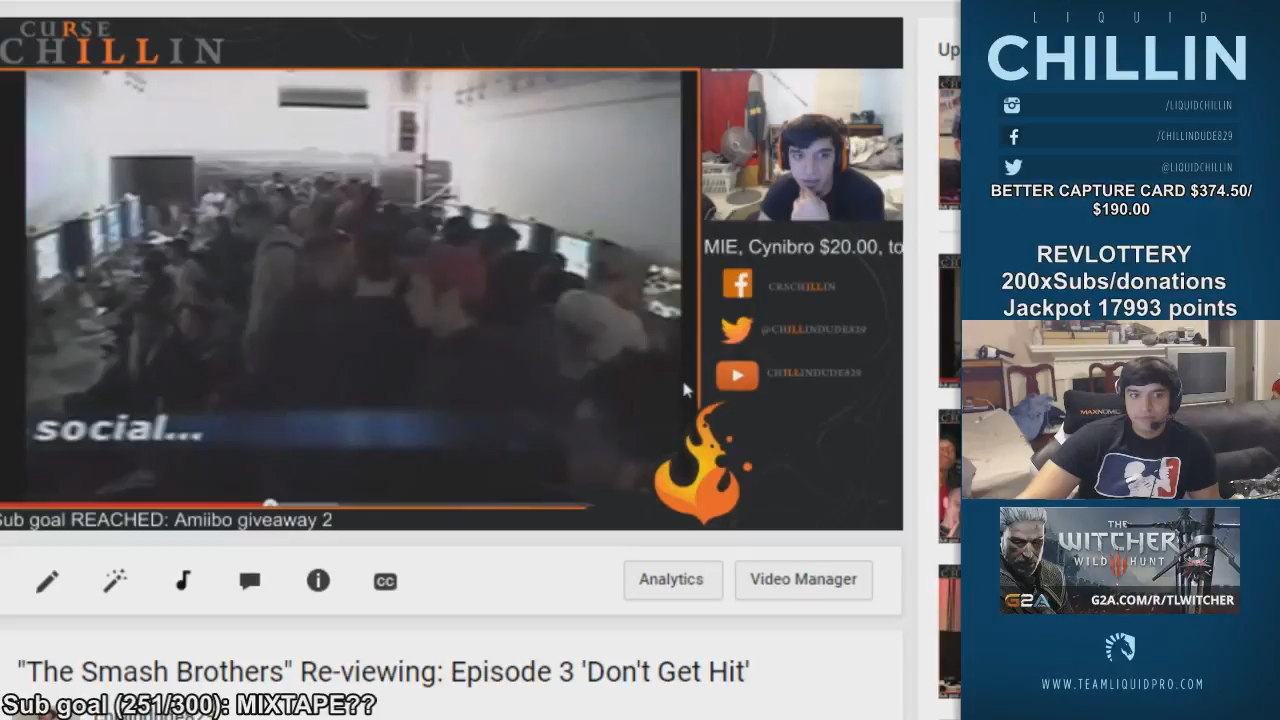 CURSE
CHILLIN
MIE, Cynibro $20.00, to
CRSCHILLIN
@CHILLINDUDE829
CHILLINDUDE829
social...
Sub goal REACHED: Amiibo giveaway 2
Analytics
Video Manager
"The Smash Brothers" Re-viewing: Episode 3 'Don't Get Hit'
Sub goal (251/300): MIXTAPE??
Up
LIQUID
CHILLIN
/LIQUIDCHILLIN
/CHILLINDUDE829
@LIQUIDCHILLIN
BETTER CAPTURE CARD $374.50/
$190.00
REVLOTTERY
200xSubs/donations
Jackpot 17993 points
MAXNOMIC
THE
WITCHER
WILD HUNT
G2A
G2A.COM/R/TLWITCHER
WWW.TEAMLIQUIDPRO.COM
CC